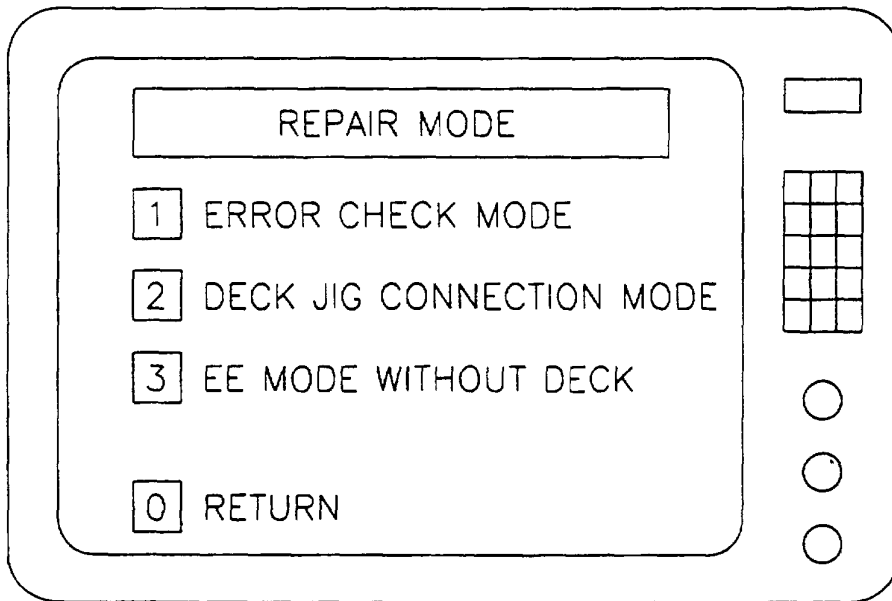 REPAIR MODE
1 ERROR CHECK MODE
2 DECK JIG CONNECTION MODE
3 EE MODE WITHOUT DECK
0 RETURN